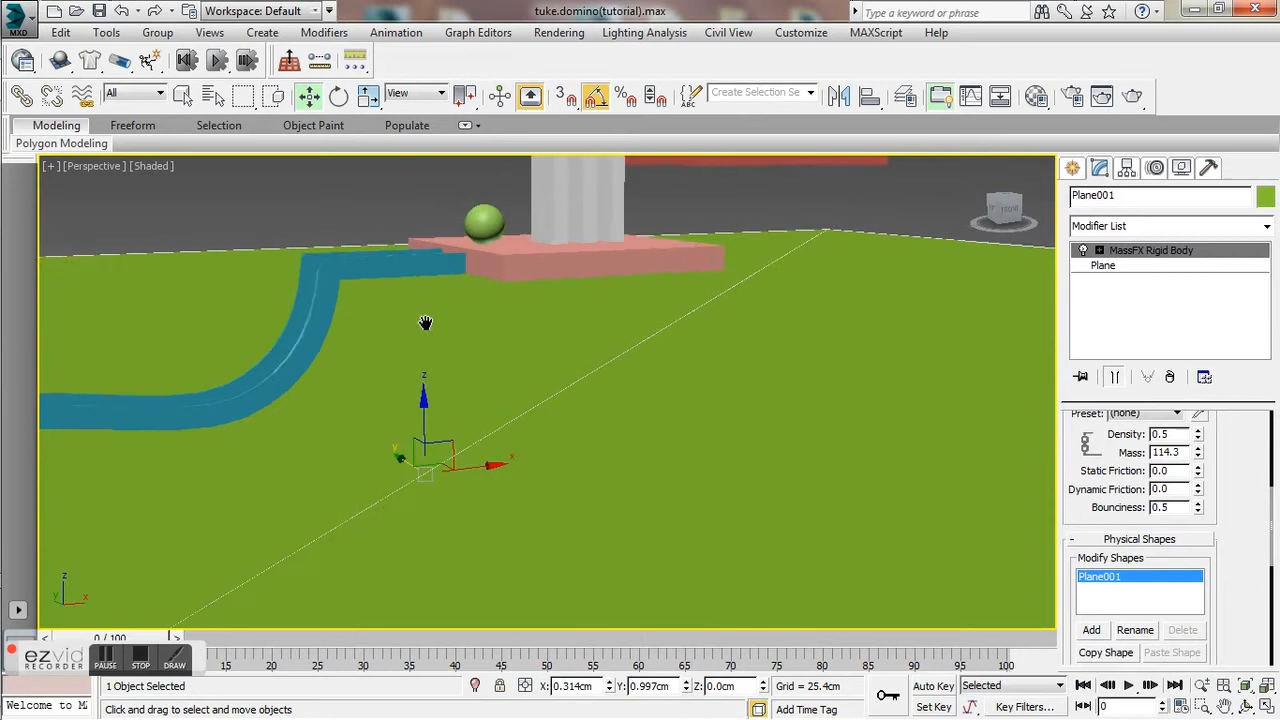 MXD
Workspace: Default
tuke.domino(tutorial).max
Type a keyword or phrase
Edit Tools Group Views Create Modifiers Animation Graph Editors Rendering Lighting Analysis Civil View Customize MAXScript Help
All
View
3
Create Selection Se
Modeling Freeform Selection Object Paint Populate
Polygon Modeling
[+] [Perspective] [Shaded]
FRONT
Plane001
Modifier List
MassFX Rigid Body
Plane
Preset: (none)
Density: 0.5
Mass: 114.3
Static Friction: 0.0
Dynamic Friction: 0.0
Bounciness: 0.5
- Physical Shapes
Modify Shapes
Plane001
Add Rename Delete
Copy Shape Paste Shape
z
y
x
z
y x
< 0 / 100 >
ezvid
RECORDER
PAUSE STOP DRAW
15 20 25 30 35 40 45 50 55 60 65 70 75 80 85 90 95 100
1 Object Selected
X: 0.314cm Y: 0.997cm Z: 0.0cm Grid = 25.4cm
Auto Key Selected
Welcome to M
Click and drag to select and move objects
Add Time Tag
Set Key Key Filters... 0